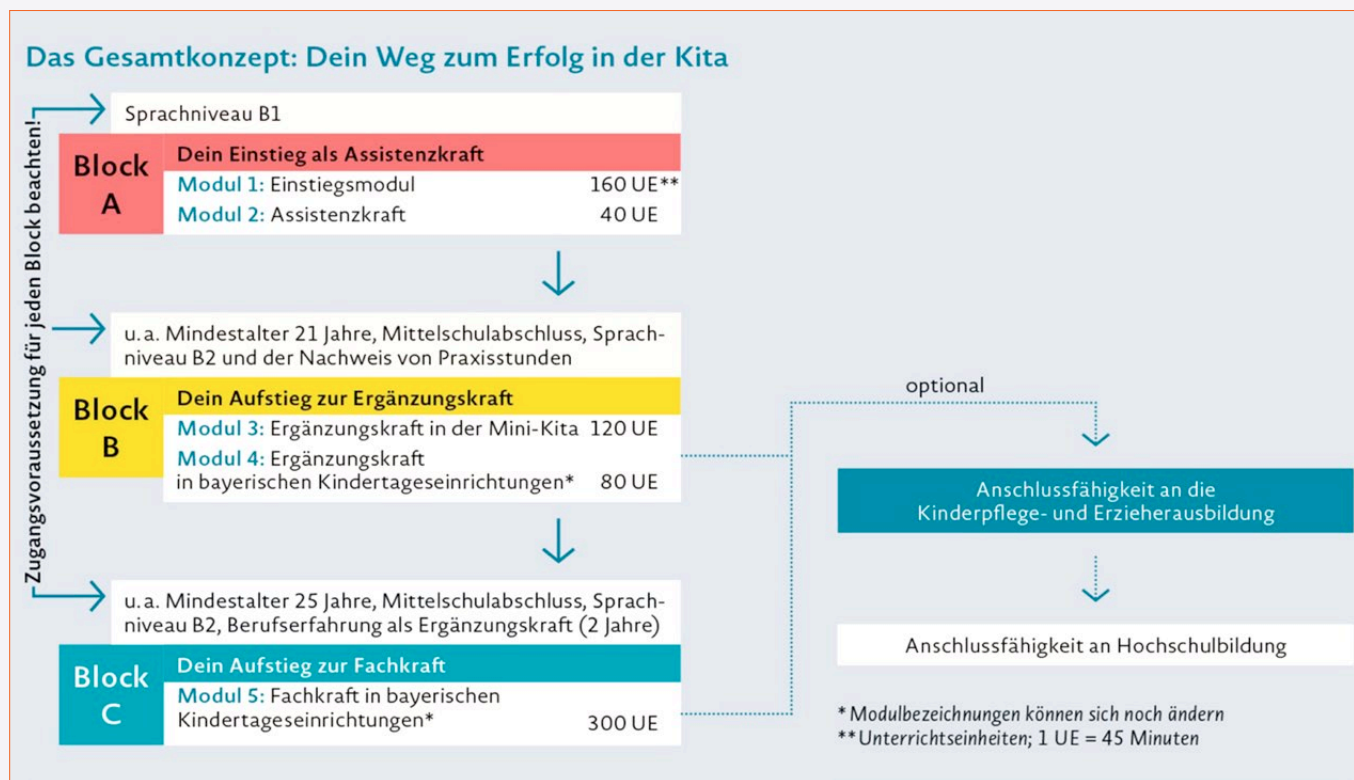 Das Gesamtkonzept: Dein Weg zum Erfolg in der Kita
Zugangsvoraussetzung für jeden Block beachten!
Sprachniveau B1
Block
A
Dein Einstieg als Assistenzkraft
Modul 1: Einstiegsmodul 160 UE**
Modul 2: Assistenzkraft 40 UE
u.a. Mindestalter 21 Jahre, Mittelschulabschluss, Sprach-
niveau B2 und der Nachweis von Praxisstunden
Block
B
Dein Aufstieg zur Ergänzungskraft
Modul 3: Ergänzungskraft in der Mini-Kita 120 UE
Modul 4: Ergänzungskraft
in bayerischen Kindertageseinrichtungen* 80 UE
u.a. Mindestalter 25 Jahre, Mittelschulabschluss, Sprach-
niveau B2, Berufserfahrung als Ergänzungskraft (2 Jahre)
Block
C
Dein Aufstieg zur Fachkraft
Modul 5: Fachkraft in bayerischen
Kindertageseinrichtungen* 300 UE
optional
Anschlussfähigkeit an die
Kinderpflege- und Erzieherausbildung
Anschlussfähigkeit an Hochschulbildung
* Modulbezeichnungen können sich noch ändern
** Unterrichtseinheiten; 1 UE = 45 Minuten